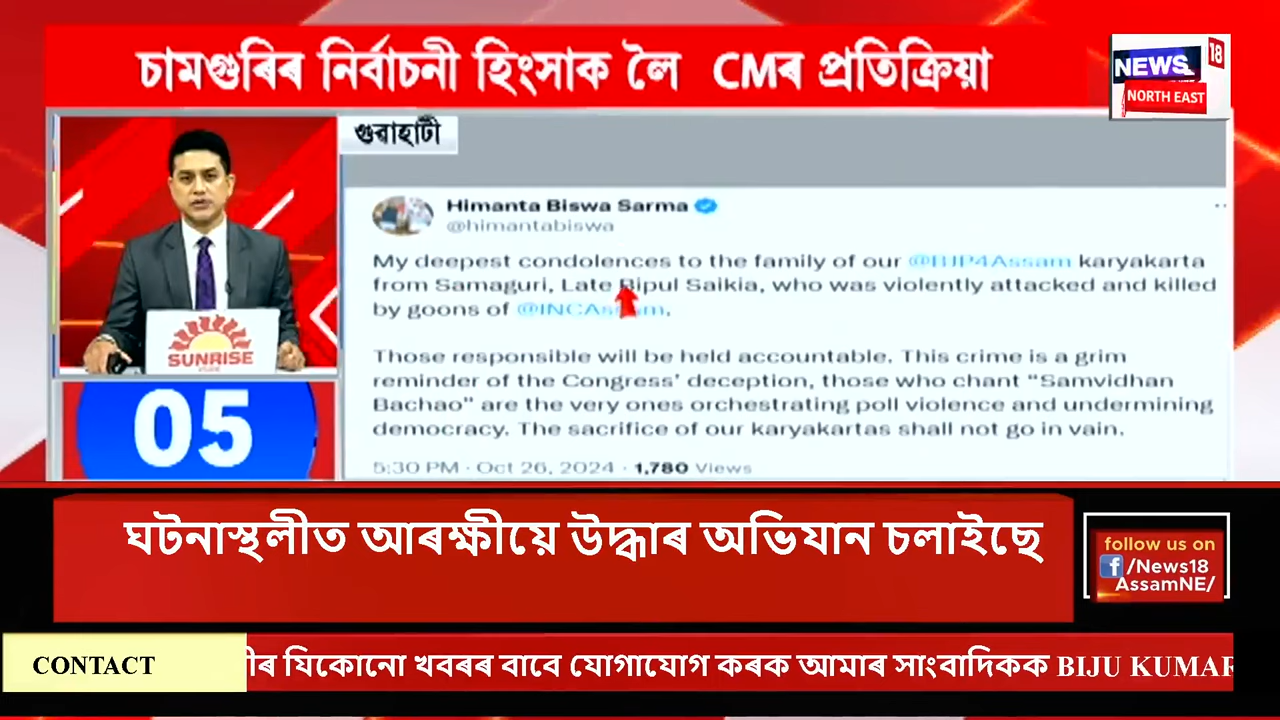 চামগুৰিৰ নিৰ্বাচনী হিংসাক লৈ CMৰ প্ৰতিক্ৰিয়া
NEWS 18
NORTH EAST
গুৱাহাটী
Himanta Biswa Sarma
@himantabiswa
My deepest condolences to the family of our @BJP4Assam karyakarta
from Samaguri, Late Bipul Saikia, who was violently attacked and killed
by goons of @INCAssam.
Those responsible will be held accountable. This crime is a grim
reminder of the Congress' deception, those who chant "Samvidhan
Bachao" are the very ones orchestrating poll violence and undermining
democracy. The sacrifice of our karyakartas shall not go in vain.
5:30 PM · Oct 26, 2024 · 1,780 Views
SUNRISE
05
ঘটনাস্থলীত আৰক্ষীয়ে উদ্ধাৰ অভিযান চলাইছে
follow us on
/News18
AssamNE/
CONTACT
ৰ যিকোনো খবৰৰ বাবে যোগাযোগ কৰক আমাৰ সাংবাদিকক BIJU KUMAR